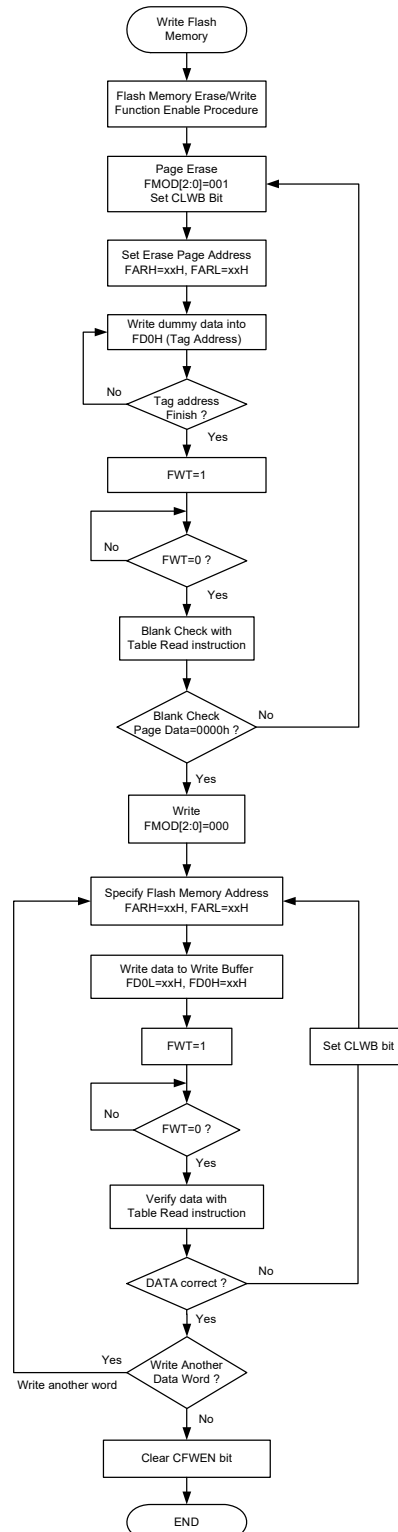 Write Flash
Memory
Flash Memory Erase/Write
Function Enable Procedure
Page Erase
FMOD[2:0]=001
Set CLWB Bit
Set Erase Page Address
FARH=xxH, FARL=xxH
Write dummy data into
FD0H (Tag Address)
No
Tag address
Finish ?
Yes
FWT=1
No
FWT=0 ?
Yes
Blank Check with
Table Read instruction
Blank Check
Page Data=0000h ?
No
Yes
Write
FMOD[2:0]=000
Specify Flash Memory Address
FARH=xxH, FARL=xxH
Write data to Write Buffer
FD0L=xxH, FD0H=xxH
FWT=1
Set CLWB bit
No
FWT=0 ?
Yes
Verify data with
Table Read instruction
DATA correct ?
No
Yes
Yes
Write another word
Write Another
Data Word ?
No
Clear CFWEN bit
END